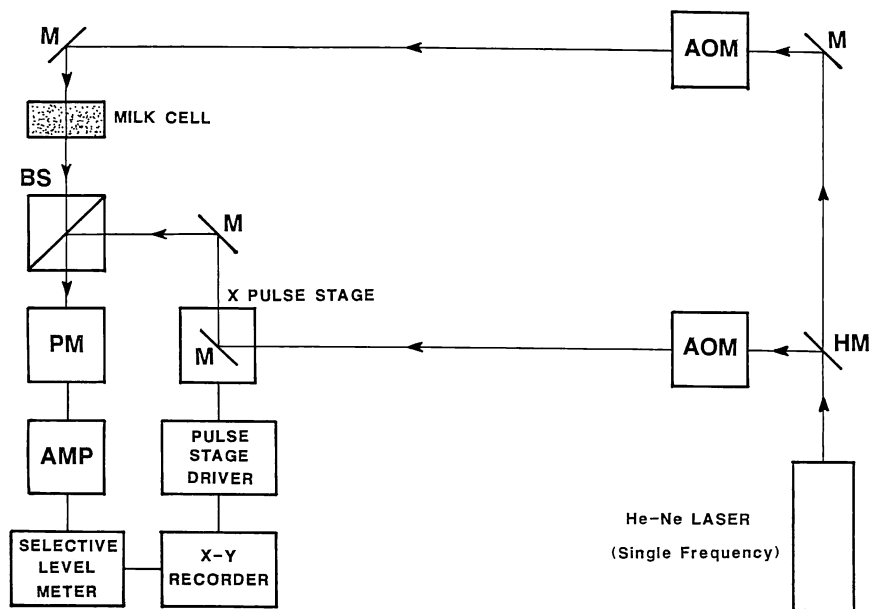 M
AOM
M
MILK CELL
BS
M
X PULSE STAGE
PM
M
AOM
HM
AMP
PULSE
STAGE
DRIVER
He-Ne LASER
(Single Frequency)
SELECTIVE
LEVEL
METER
X-Y
RECORDER